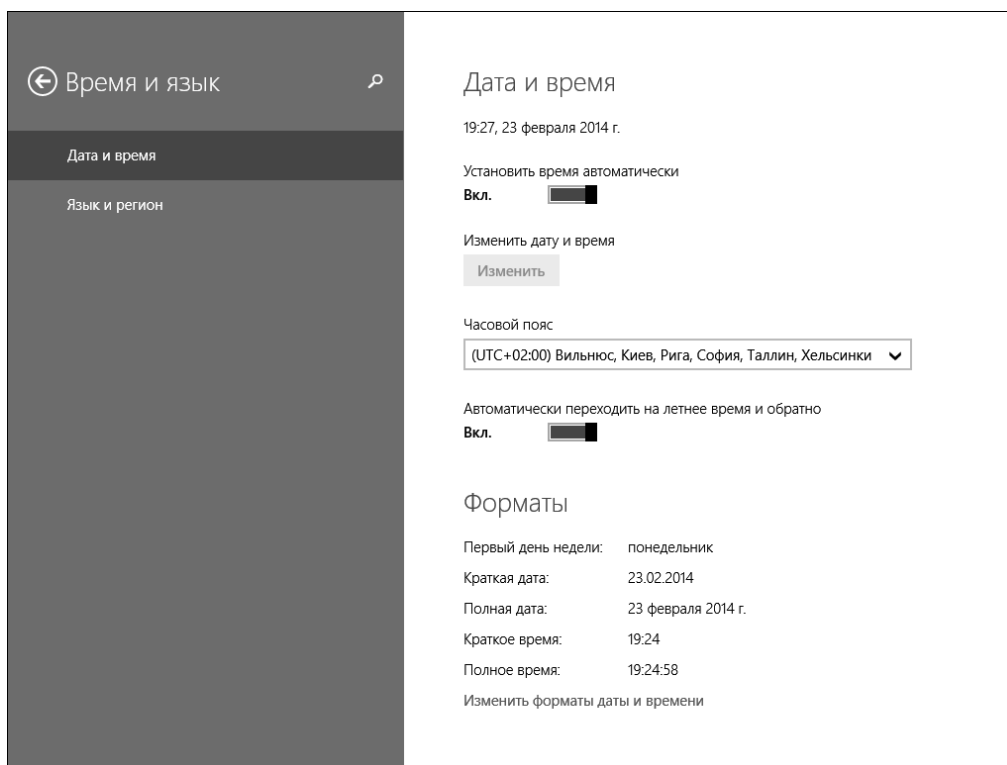 Время и язык
Дата и время
Язык и регион
Дата и время
19:27, 23 февраля 2014 г.
Установить время автоматически
Вкл.
Изменить дату и время
Изменить
Часовой пояс
(UTC+02:00) Вильнюс, Киев, Рига, София, Таллин, Хельсинки
Автоматически переходить на летнее время и обратно
Вкл.
Форматы
Первый день недели: понедельник
Краткая дата: 23.02.2014
Полная дата: 23 февраля 2014 г.
Краткое время: 19:24
Полное время: 19:24:58
Изменить форматы даты и времени